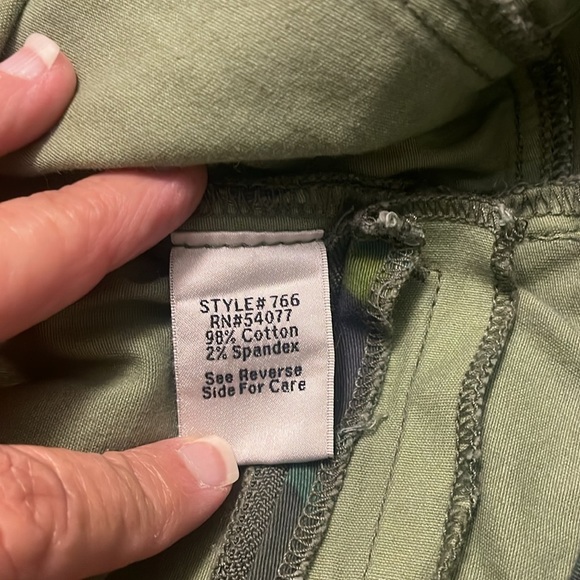 STYLE# 766
RN#54077
98% Cotton
2% Spandex
See Reverse
Side For Care